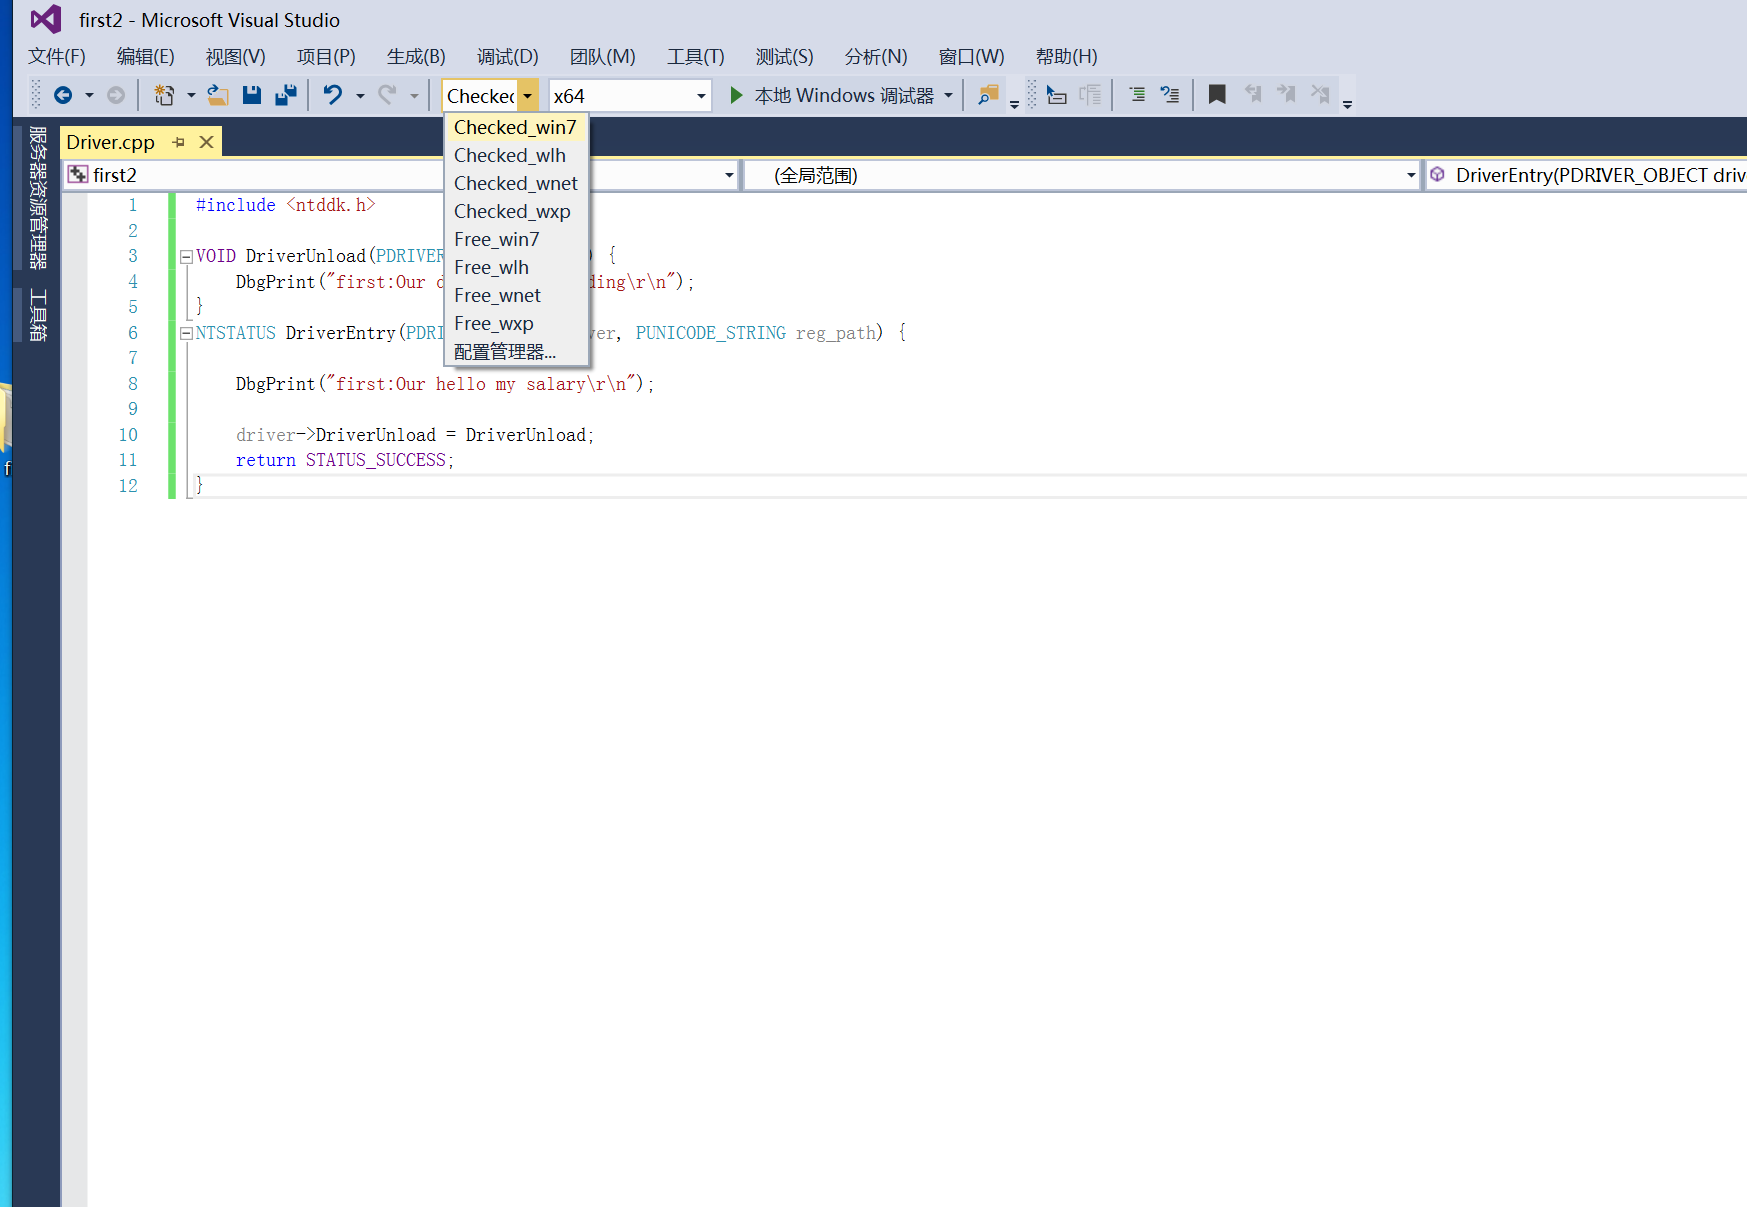 first2 - Microsoft Visual Studio
文件(F) 编辑(E) 视图(V) 项目(P) 生成(B) 调试(D) 团队(M) 工具(T) 测试(S) 分析(N) 窗口(W) 帮助(H)
Checked x64 本地 Windows 调试器
Checked_win7
Checked_wlh
Checked_wnet
Checked_wxp
Free_win7
Free_wlh
Free_wnet
Free_wxp
配置管理器...
服务器资源管理器
工具箱
Driver.cpp
first2 (全局范围) DriverEntry(PDRIVER_OBJECT driv
1 #include <ntddk.h>
2
3 VOID DriverUnload(PDRIVER ) {
4 DbgPrint("first:Our d ding\r\n");
5 }
6 NTSTATUS DriverEntry(PDRI ver, PUNICODE_STRING reg_path) {
7
8 DbgPrint("first:Our hello my salary\r\n");
9
10 driver->DriverUnload = DriverUnload;
11 return STATUS_SUCCESS;
12 }
f